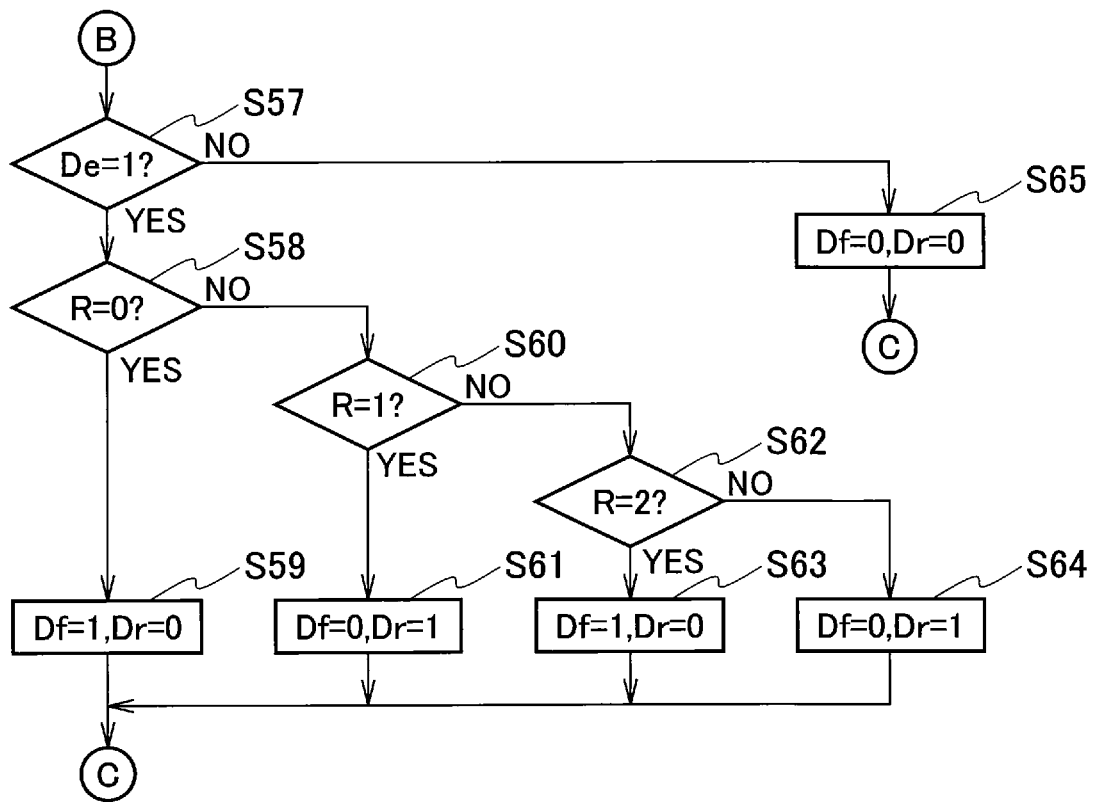 B
S57
De=1?
NO
YES
S65
Df=0,Dr=0
C
S58
R=0?
NO
YES
S60
R=1?
NO
YES
S62
R=2?
NO
YES
S59
Df=1,Dr=0
S61
Df=0,Dr=1
S63
Df=1,Dr=0
S64
Df=0,Dr=1
C